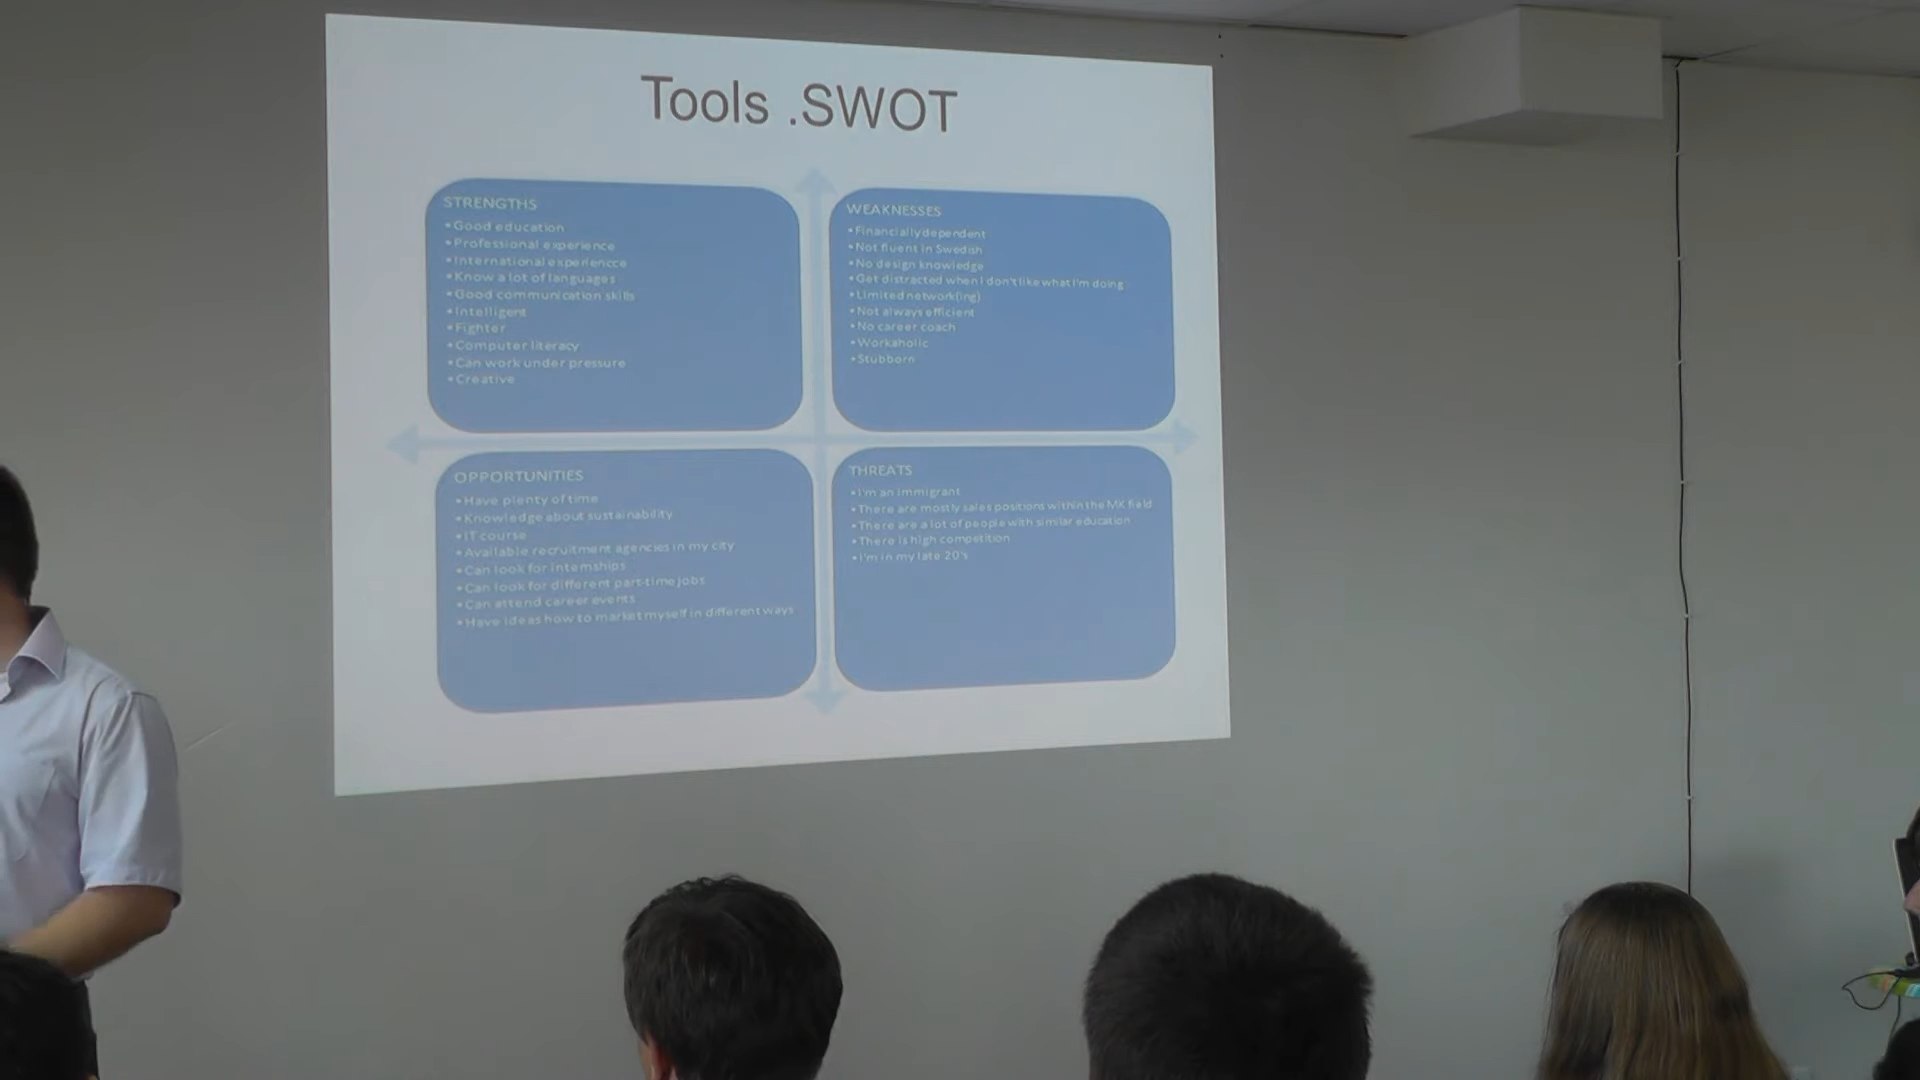 Tools .SWOT
STRENGTHS
•Good education
•Professional experience
•International experiencce
•Know a lot of languages
•Good communication skills
•Intelligent
•Fighter
•Computer literacy
•Can work under pressure
•Creative
WEAKNESSES
•Financially dependent
•Not fluent in Swedish
•No design knowledge
•Get distracted when I don't like what I'm doing
•Limited network(ing)
•Not always efficient
•No career coach
•Workaholic
•Stubborn
OPPORTUNITIES
•Have plenty of time
•Knowledge about sustainability
•IT course
•Available recruitment agencies in my city
•Can look for internships
•Can look for different part-time jobs
•Can attend career events
•Have ideas how to market myself in different ways
THREATS
•I'm an immigrant
•There are mostly sales positions within the MK field
•There are a lot of people with similar education
•There is high competition
•I'm in my late 20's